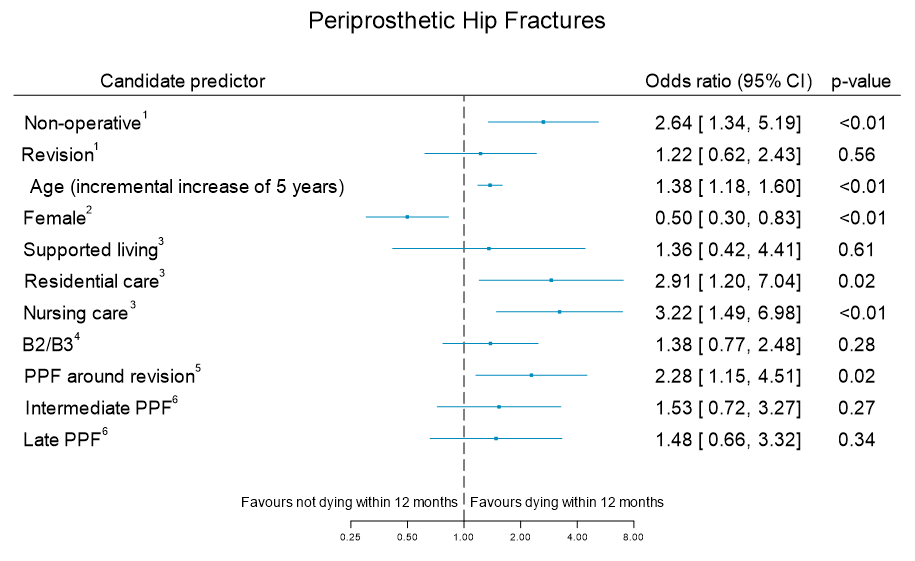 Periprosthetic Hip Fractures
Candidate predictor Odds ratio (95% CI) p-value
Non-operative¹ 2.64 [ 1.34, 5.19] <0.01
Revision¹ 1.22 [ 0.62, 2.43] 0.56
Age (incremental increase of 5 years) 1.38 [ 1.18, 1.60] <0.01
Female² 0.50 [ 0.30, 0.83] <0.01
Supported living³ 1.36 [ 0.42, 4.41] 0.61
Residential care³ 2.91 [ 1.20, 7.04] 0.02
Nursing care³ 3.22 [ 1.49, 6.98] <0.01
B2/B3⁴ 1.38 [ 0.77, 2.48] 0.28
PPF around revision⁵ 2.28 [ 1.15, 4.51] 0.02
Intermediate PPF⁶ 1.53 [ 0.72, 3.27] 0.27
Late PPF⁶ 1.48 [ 0.66, 3.32] 0.34
Favours not dying within 12 months Favours dying within 12 months
0.25 0.50 1.00 2.00 4.00 8.00